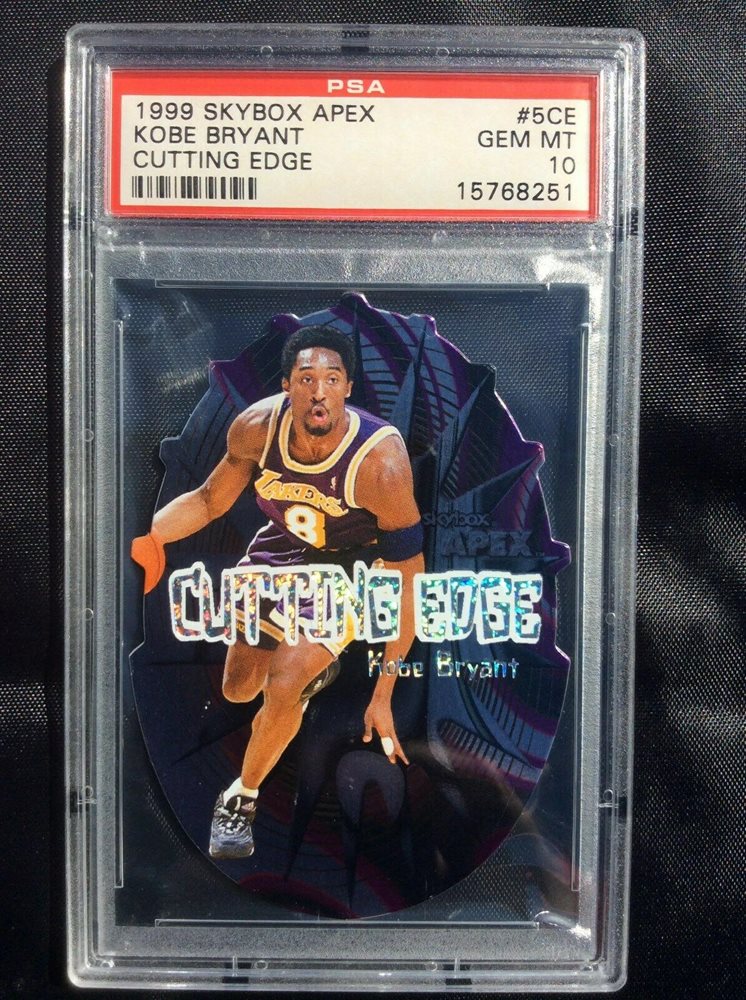 PSA
1999 SKYBOX APEX #5CE
KOBE BRYANT GEM MT
CUTTING EDGE 10
15768251
LAKERS
8
skybox
APEX
CUTTING EDGE
Kobe Bryant